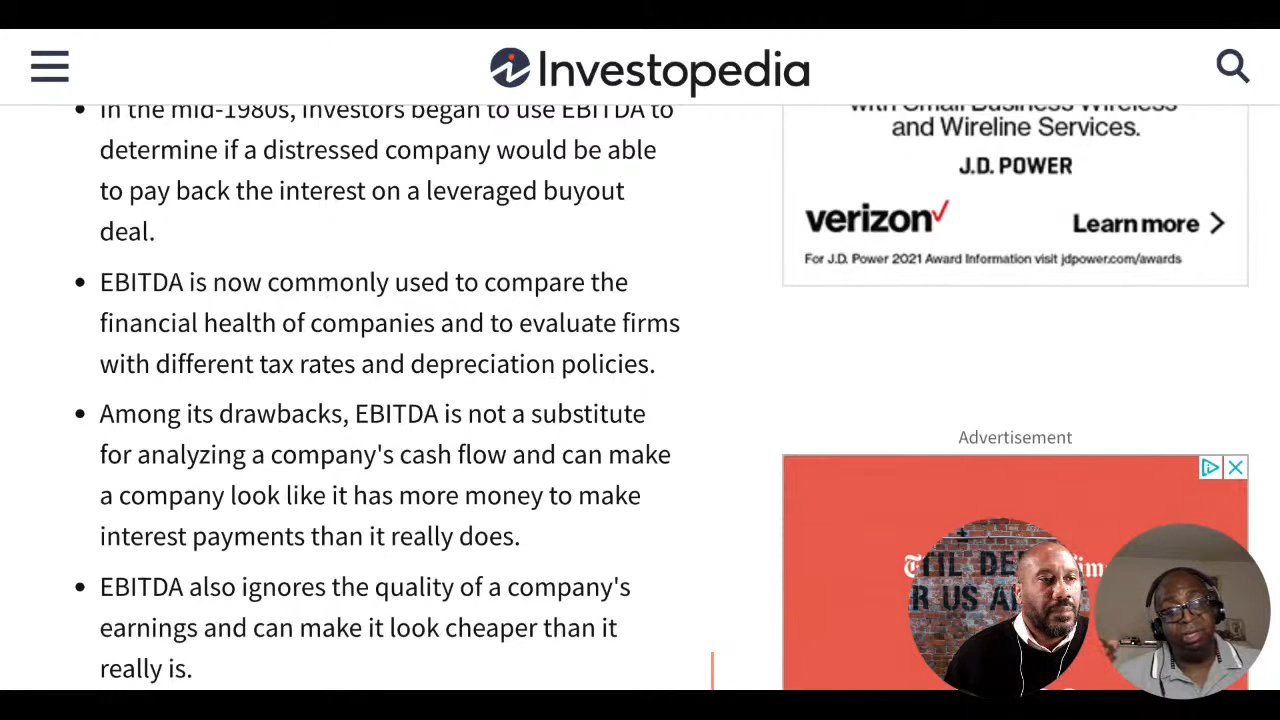 Investopedia
In the mid-1980s, investors began to use EBITDA to
determine if a distressed company would be able
to pay back the interest on a leveraged buyout
deal.
EBITDA is now commonly used to compare the
financial health of companies and to evaluate firms
with different tax rates and depreciation policies.
Among its drawbacks, EBITDA is not a substitute
for analyzing a company's cash flow and can make
a company look like it has more money to make
interest payments than it really does.
EBITDA also ignores the quality of a company's
earnings and can make it look cheaper than it
really is.
with Small Business Wireless
and Wireline Services.
J.D. POWER
verizon
Learn more
For J.D. Power 2021 Award Information visit jdpower.com/awards
Advertisement